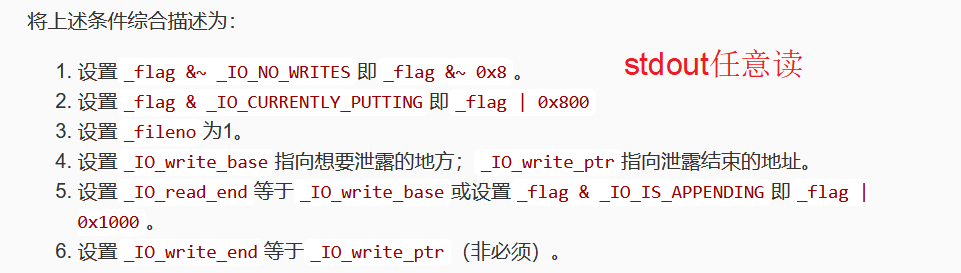 将上述条件综合描述为：
stdout任意读
1. 设置 _flag &~ _IO_NO_WRITES 即 _flag &~ 0x8 。
2. 设置 _flag & _IO_CURRENTLY_PUTTING 即 _flag | 0x800
3. 设置 _fileno 为1。
4. 设置 _IO_write_base 指向想要泄露的地方； _IO_write_ptr 指向泄露结束的地址。
5. 设置 _IO_read_end 等于 _IO_write_base 或设置 _flag & _IO_IS_APPENDING 即 _flag |
0x1000 。
6. 设置 _IO_write_end 等于 _IO_write_ptr （非必须）。